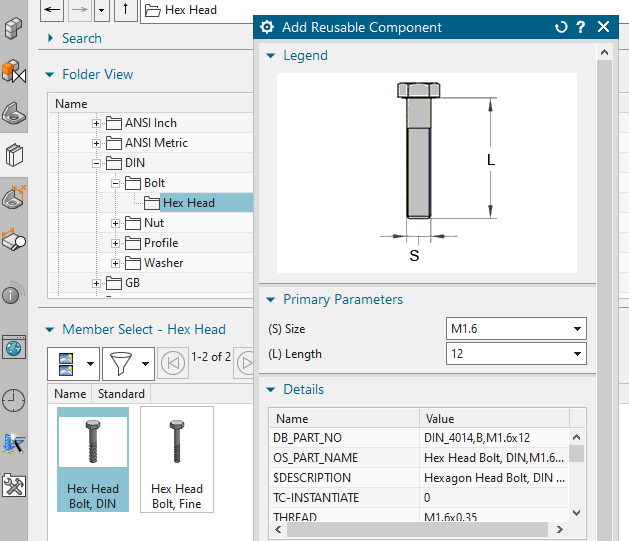 Hex Head
Search
Folder View
Name
ANSI Inch
ANSI Metric
DIN
Bolt
Hex Head
Nut
Profile
Washer
GB
Member Select - Hex Head
1-2 of 2
Name Standard
Hex Head
Bolt, DIN
Hex Head
Bolt, Fine
Add Reusable Component
?
Legend
L
S
Primary Parameters
(S) Size M1.6
(L) Length 12
Details
Name Value
DB_PART_NO DIN_4014,B,M1.6x12
OS_PART_NAME Hex Head Bolt, DIN,M1.6...
$DESCRIPTION Hexagon Head Bolt, DIN ...
TC-INSTANTIATE 0
THREAD M1.6x0.35